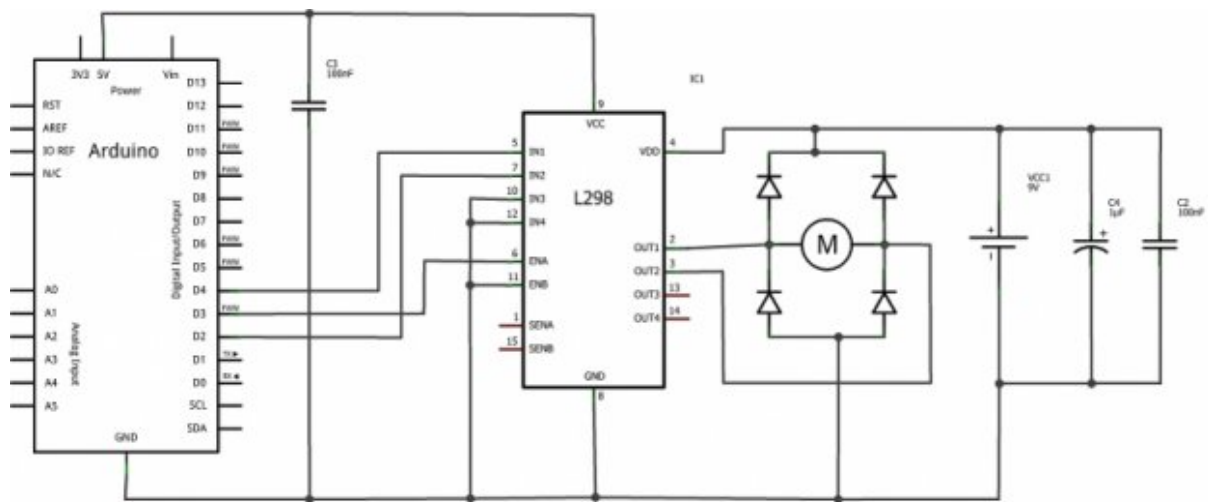 3V3 5V Vin
Power
Arduino
RST
AREF
IO REF
N/C
A0
A1
A2
A3
A4
A5
Analog Input
Digital Input/Output
D13
D12
D11 PWM
D10 PWM
D9 PWM
D8
D7
D6 PWM
D5 PWM
D4
D3 PWM
D2
D1 TX▶
D0 RX◀
SCL
SDA
GND
C3
100nF
IC1
9
VCC
5 IN1
7 IN2
10 IN3
12 IN4
6 ENA
11 ENB
1 SENA
15 SENB
L298
VDD 4
OUT1 2
OUT2 3
OUT3 13
OUT4 14
GND
8
M
VCC1
9V
+
C4
1µF
+
C2
100nF